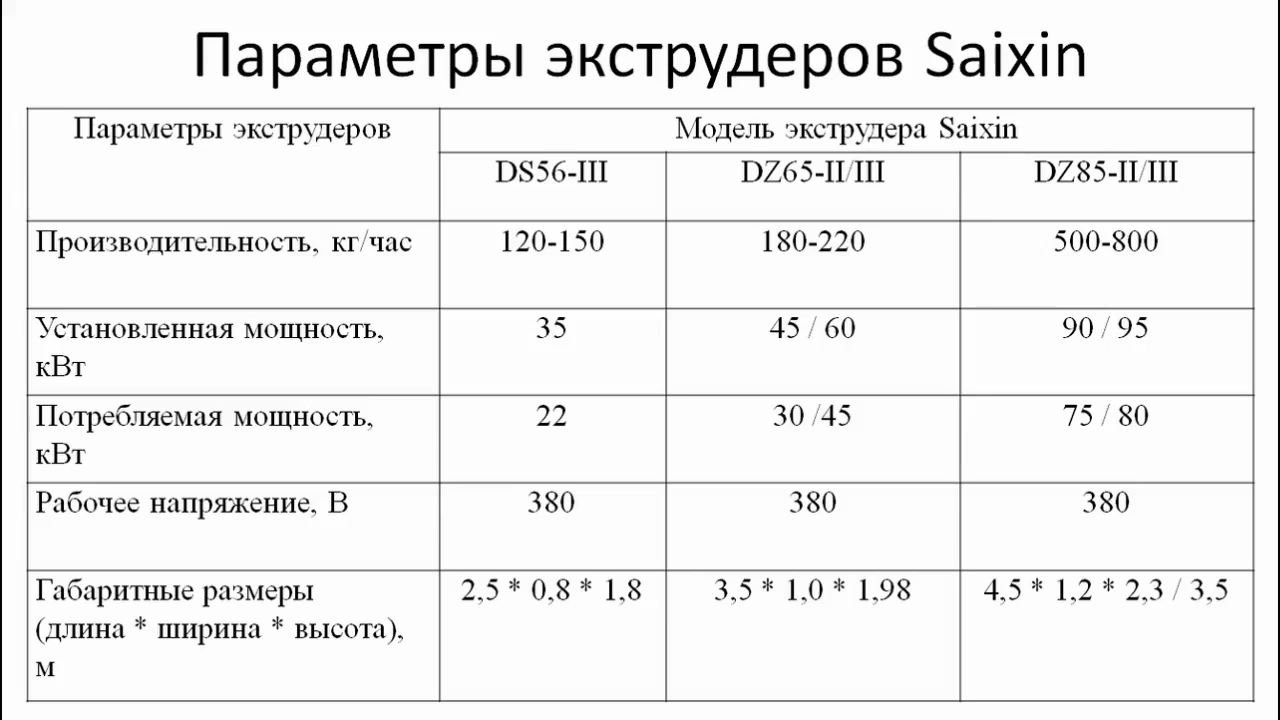 Параметры экструдеров Saixin
Параметры экструдеров
Модель экструдера Saixin
DS56-III
DZ65-II/III
DZ85-II/III
Производительность, кг/час
120-150
180-220
500-800
Установленная мощность,
кВт
35
45 / 60
90 / 95
Потребляемая мощность,
кВт
22
30 /45
75 / 80
Рабочее напряжение, В
380
380
380
Габаритные размеры
(длина * ширина * высота),
м
2,5 * 0,8 * 1,8
3,5 * 1,0 * 1,98
4,5 * 1,2 * 2,3 / 3,5